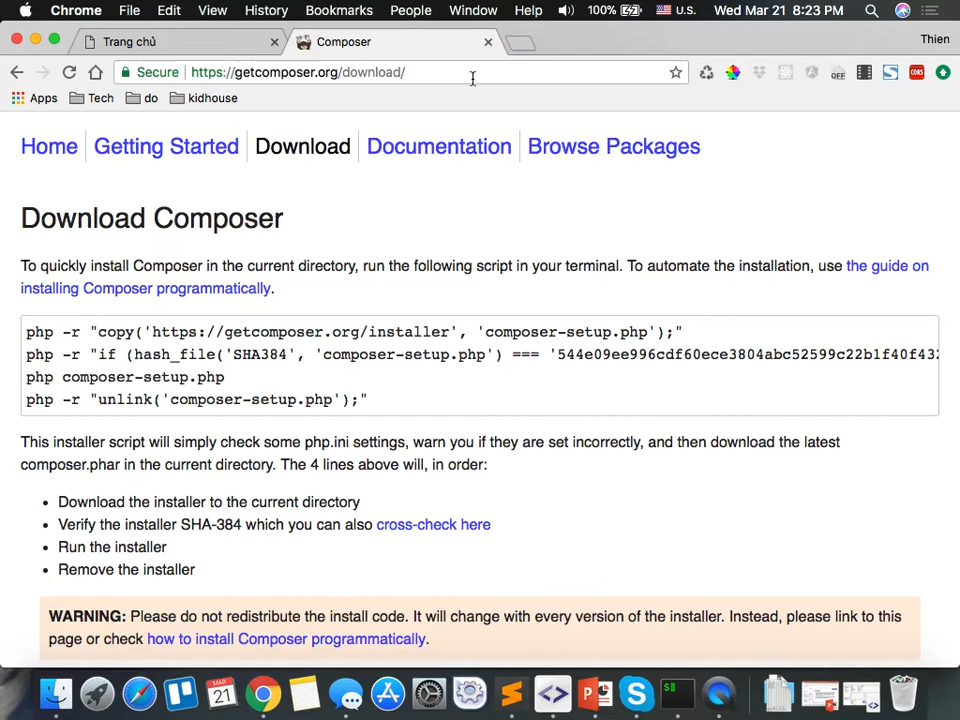 Chrome File Edit View History Bookmarks People Window Help 100% U.S. Wed Mar 21 8:23 PM
Trang chủ Composer Thien
Secure https://getcomposer.org/download/ OFF CORS
Apps Tech do kidhouse
Home Getting Started Download Documentation Browse Packages
Download Composer
To quickly install Composer in the current directory, run the following script in your terminal. To automate the installation, use the guide on
installing Composer programmatically.
php -r "copy('https://getcomposer.org/installer', 'composer-setup.php');"
php -r "if (hash_file('SHA384', 'composer-setup.php') === '544e09ee996cdf60ece3804abc52599c22b1f40f432
php composer-setup.php
php -r "unlink('composer-setup.php');"
This installer script will simply check some php.ini settings, warn you if they are set incorrectly, and then download the latest
composer.phar in the current directory. The 4 lines above will, in order:
• Download the installer to the current directory
• Verify the installer SHA-384 which you can also cross-check here
• Run the installer
• Remove the installer
WARNING: Please do not redistribute the install code. It will change with every version of the installer. Instead, please link to this
page or check how to install Composer programmatically.
MAR
21